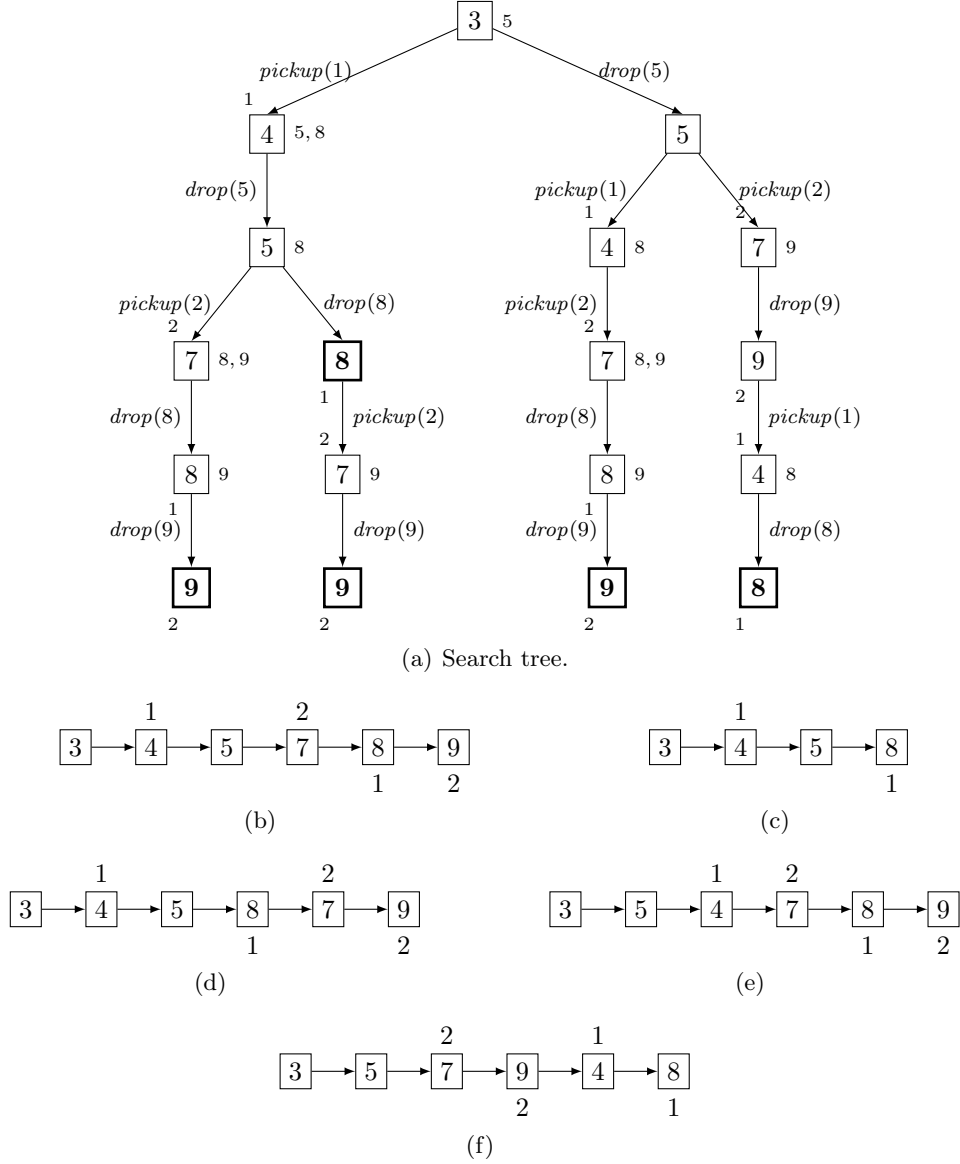 3 5
pickup(1) drop(5)
1
4 5, 8 5
drop(5) pickup(1) pickup(2)
1 2
5 8 4 8 7 9
pickup(2) drop(8) pickup(2) drop(9)
2 2
7 8, 9 8 7 8, 9 9
1 2
drop(8) pickup(2) drop(8) pickup(1)
2 1
8 9 7 9 8 9 4 8
1 1
drop(9) drop(9) drop(9) drop(8)
9 9 9 8
2 2 2 1
(a) Search tree.
1 2 1
3 4 5 7 8 9 3 4 5 8
1 2 1
(b) (c)
1 2 1 2
3 4 5 8 7 9 3 5 4 7 8 9
1 2 1 2
(d) (e)
2 1
3 5 7 9 4 8
2 1
(f)